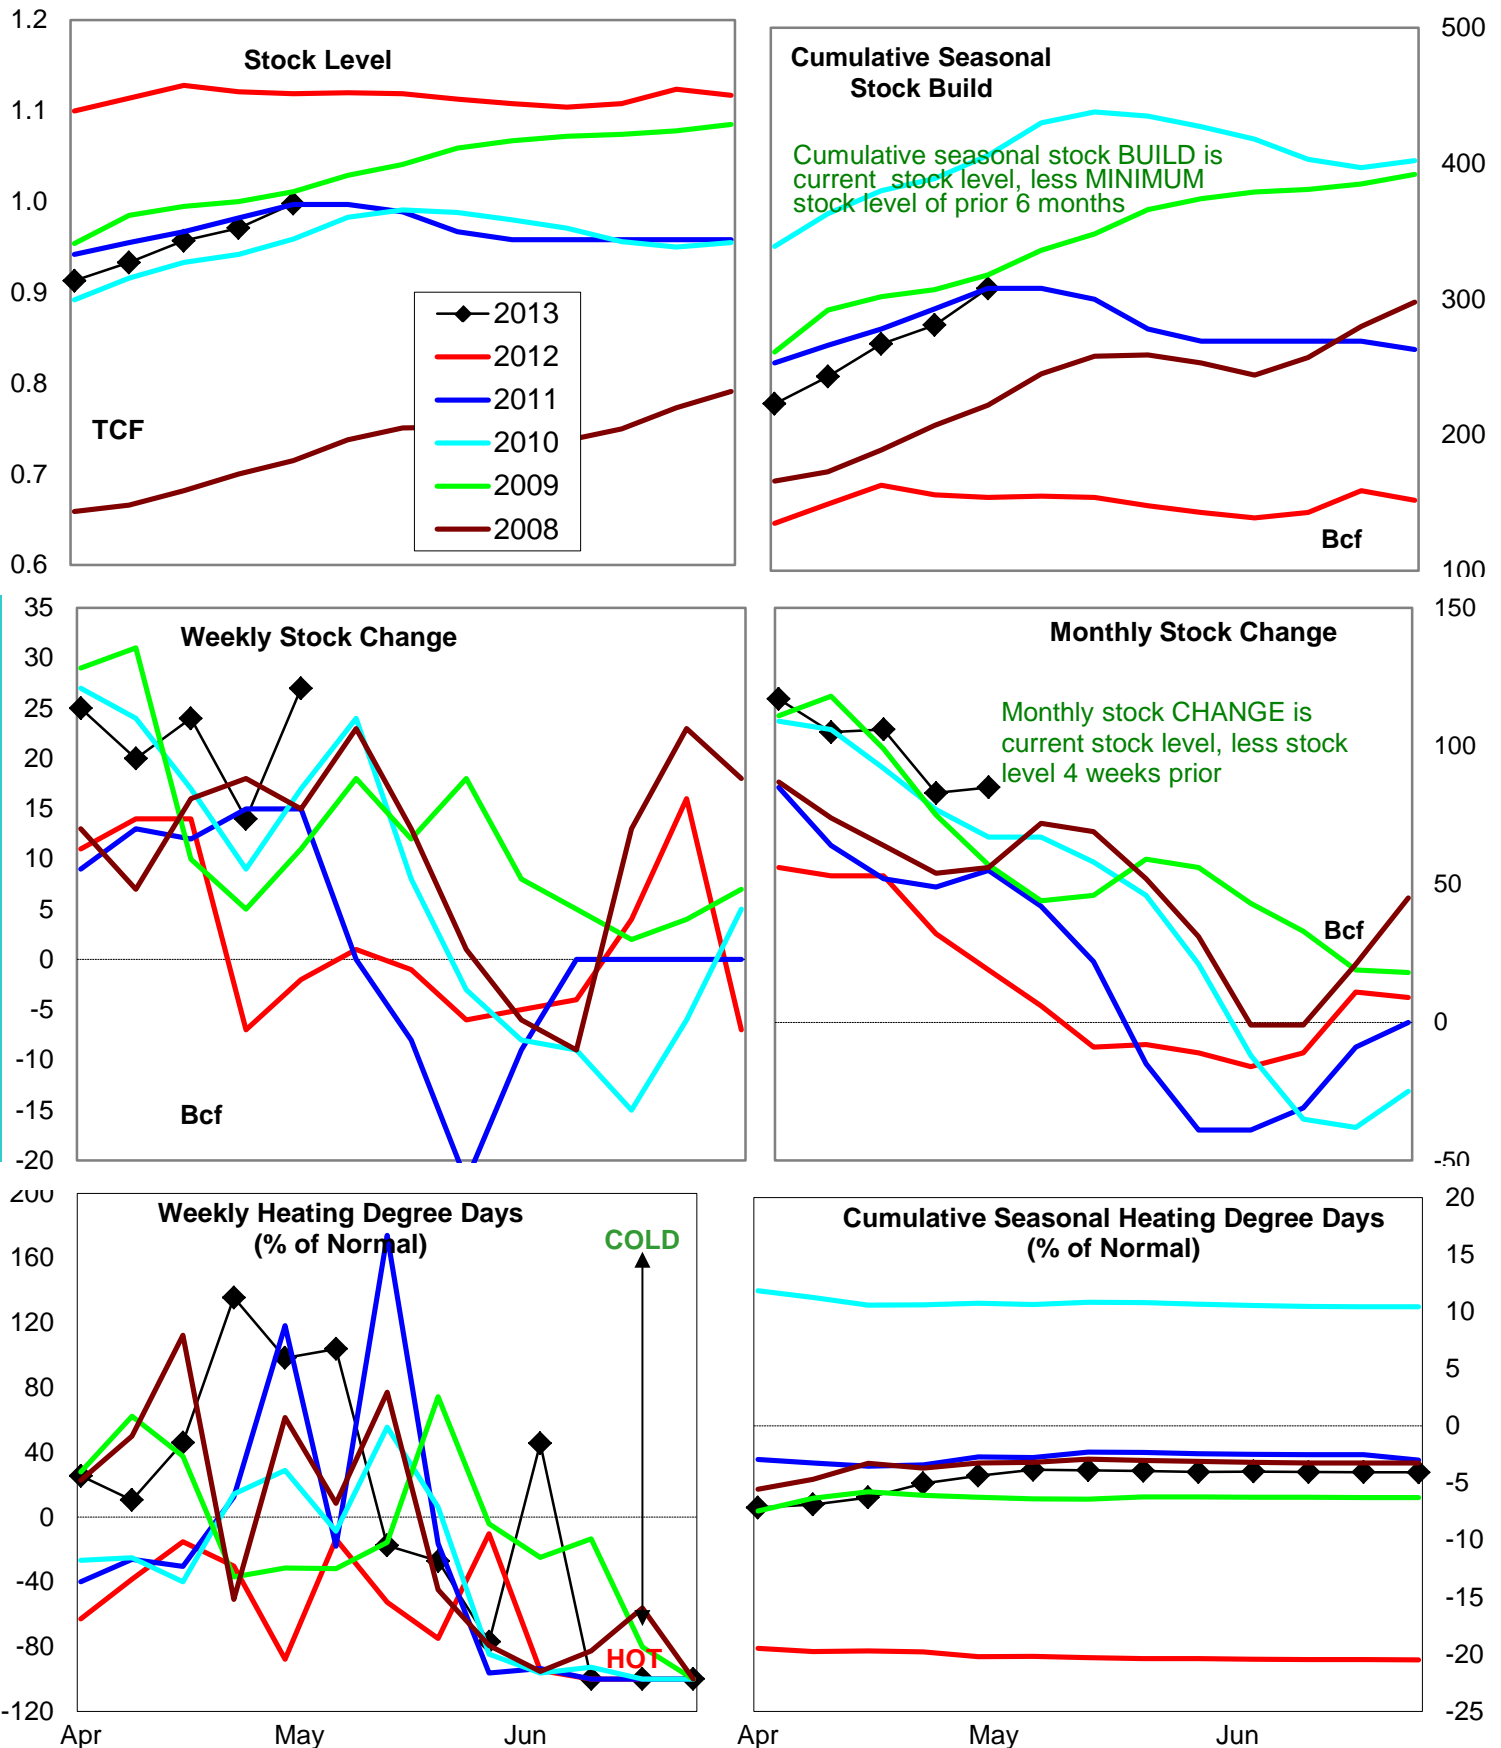 1.2
1.1
1.0
0.9
0.8
0.7
0.6
Stock Level
TCF
2013
2012
2011
2010
2009
2008
Cumulative Seasonal
Stock Build
Cumulative seasonal stock BUILD is
current stock level, less MINIMUM
stock level of prior 6 months
Bcf
500
400
300
200
100
35
30
25
20
15
10
5
0
-5
-10
-15
-20
Weekly Stock Change
Bcf
Monthly Stock Change
Monthly stock CHANGE is
current stock level, less stock
level 4 weeks prior
Bcf
150
100
50
0
-50
200
160
120
80
40
0
-40
-80
-120
Weekly Heating Degree Days
(% of Normal)
COLD
HOT
Apr May Jun
Cumulative Seasonal Heating Degree Days
(% of Normal)
20
15
10
5
0
-5
-10
-15
-20
-25
Apr May Jun